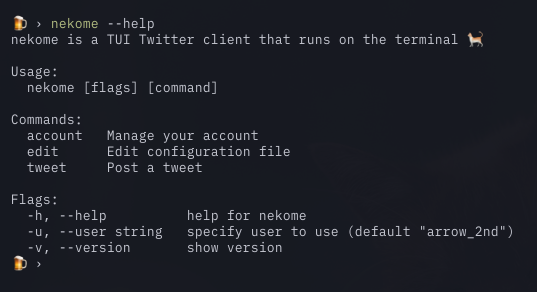 🍺 › nekome --help
nekome is a TUI Twitter client that runs on the terminal 🐈

Usage:
  nekome [flags] [command]

Commands:
  account   Manage your account
  edit      Edit configuration file
  tweet     Post a tweet

Flags:
  -h, --help          help for nekome
  -u, --user string   specify user to use (default "arrow_2nd")
  -v, --version       show version
🍺 ›